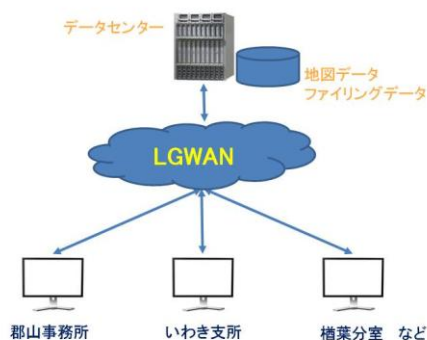 データセンター
地図データ
ファイリングデータ
LGWAN
郡山事務所
いわき支所
楢葉分室 など